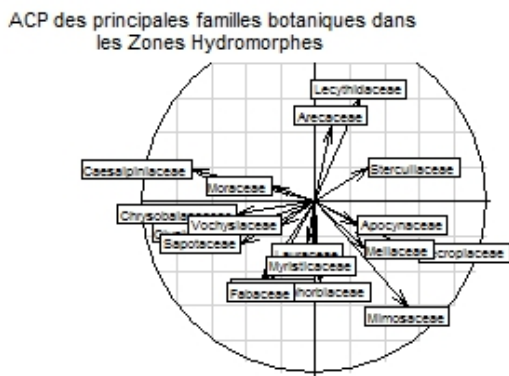 ACP des principales familles botaniques dans
les Zones Hydromorphes
Lecythidaceae
Arecaceae
Caesalpiniaceae
Sterculiaceae
Moraceae
Vochysiaceae
Apocynaceae
Sapotaceae
Meliaceae
Lauraceae
Myristicaceae
Fabaceae
Mimosaceae